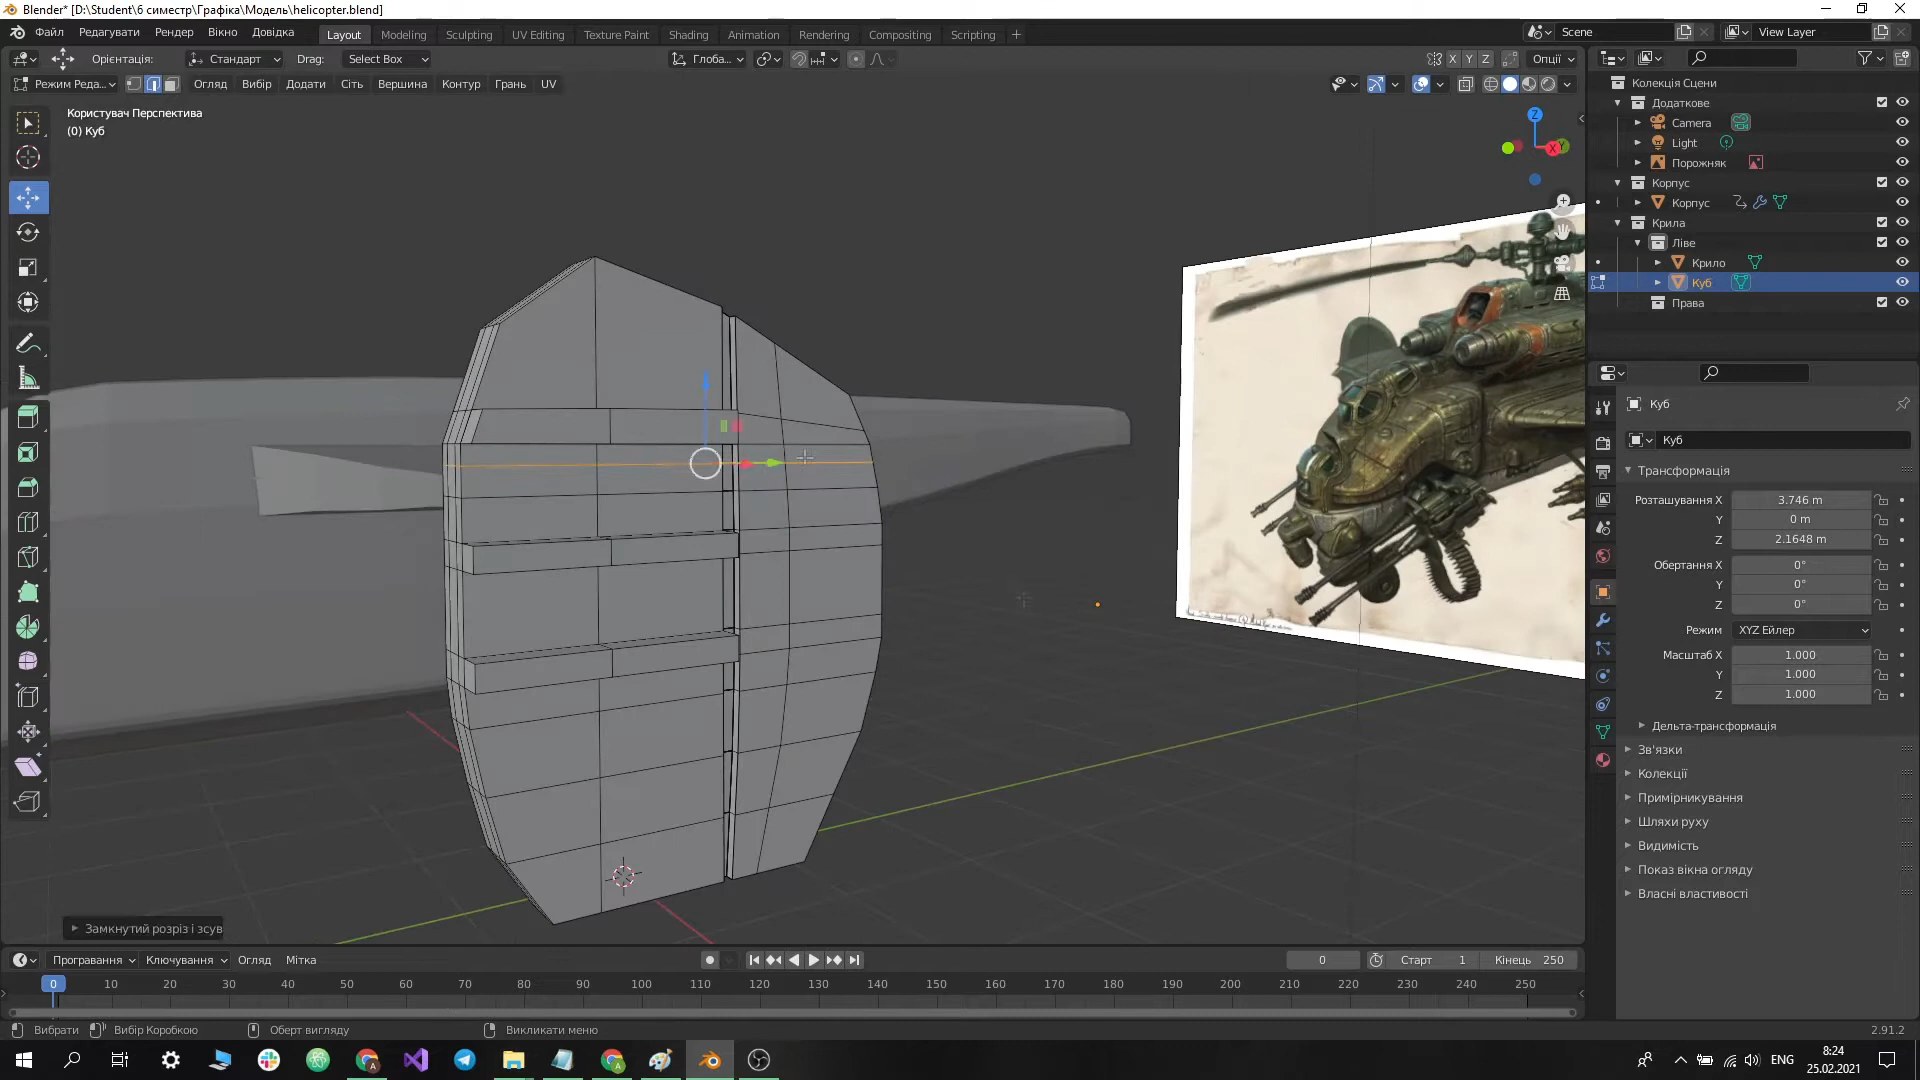 Blender* [D:\Student\6 симестр\Графіка\Модель\helicopter.blend]
Файл Редагувати Рендер Вікно Довідка
Layout Modeling Sculpting UV Editing Texture Paint Shading Animation Rendering Compositing Scripting +
Scene View Layer
Орієнтація: Стандарт Drag: Select Box Глоба... X Y Z Опції
Режим Реда... Огляд Вибір Додати Сіть Вершина Контур Грань UV
Користувач Перспектива
(0) Куб
Z
X
Y
Колекція Сцени
Додаткове
Camera
Light
Порожняк
Корпус
Корпус
Крила
Ліве
Крило
Куб
Права
Куб
Куб
Трансформація
Розташування X 3.746 m
Y 0 m
Z 2.1648 m
Обертання X 0°
Y 0°
Z 0°
Режим XYZ Ейлер
Масштаб X 1.000
Y 1.000
Z 1.000
Дельта-трансформація
Зв'язки
Колекції
Примірникування
Шляхи руху
Видимість
Показ вікна огляду
Власні властивості
Замкнутий розріз і зсув
Програвання Ключування Огляд Мітка 0 Старт 1 Кінець 250
0 10 20 30 40 50 60 70 80 90 100 110 120 130 140 150 160 170 180 190 200 210 220 230 240 250
Вибрати Вибір Коробкою Оберт вигляду Викликати меню 2.91.2
ENG
8:24
25.02.2021